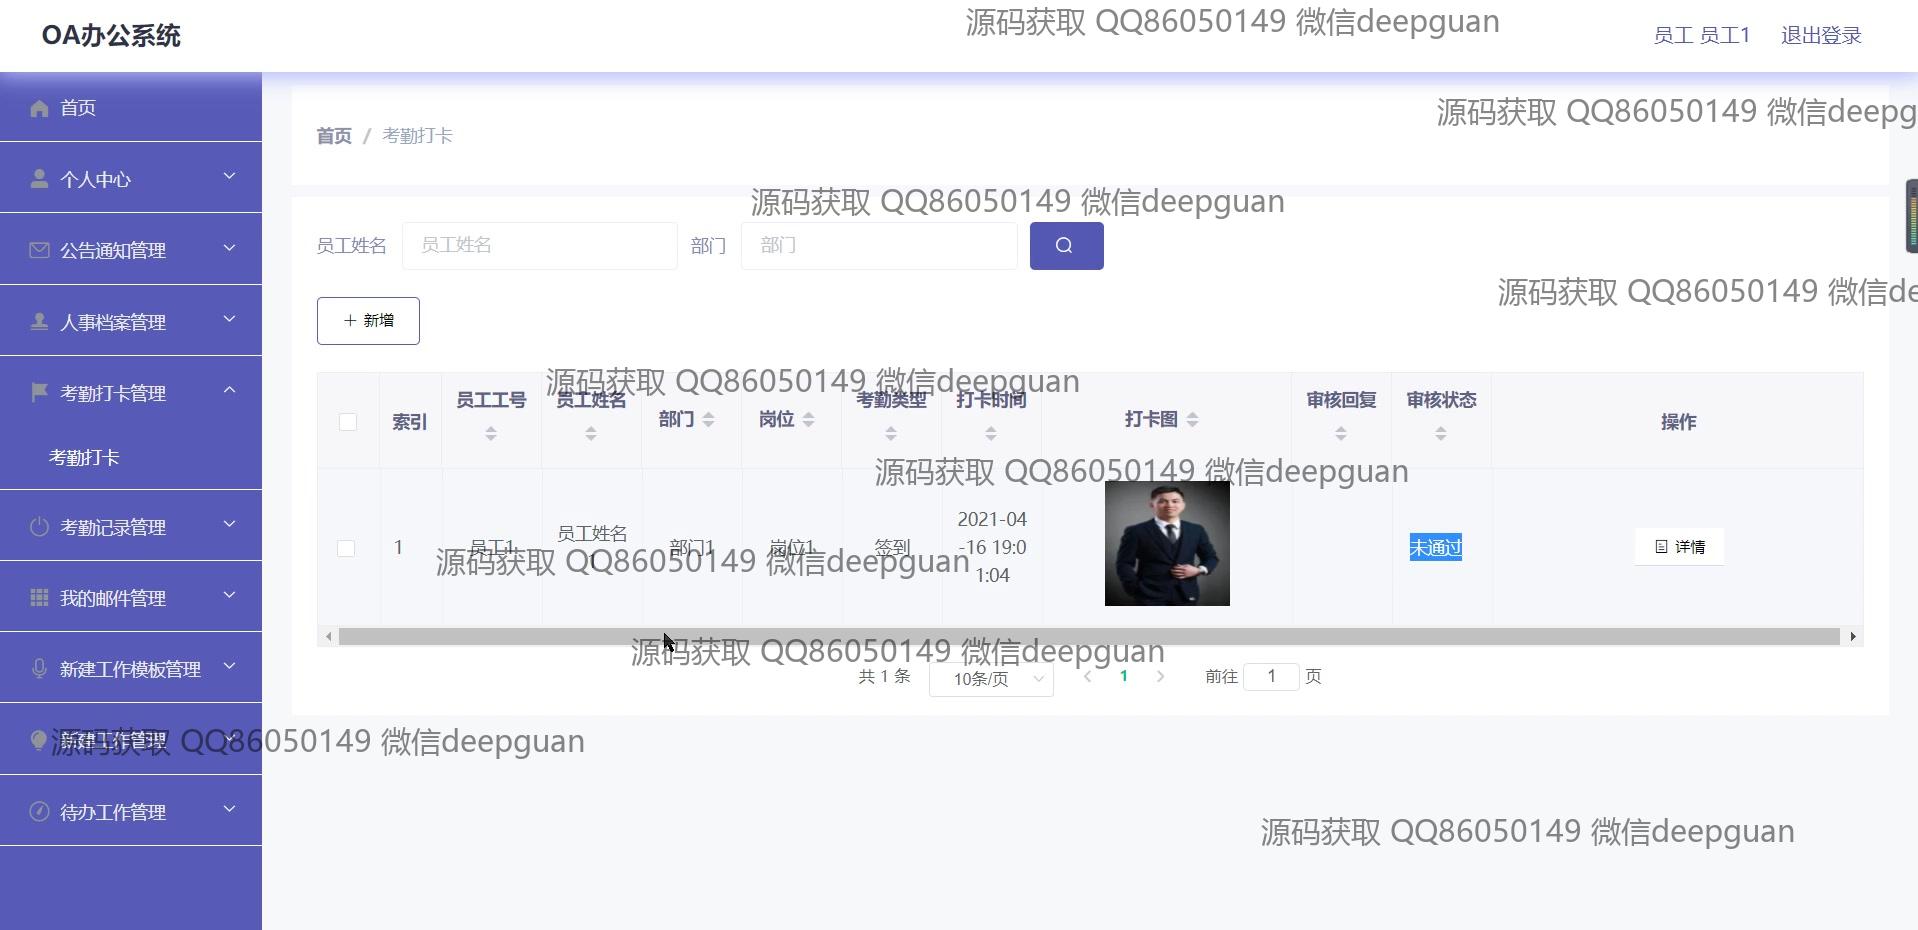 OA办公系统
源码获取 QQ86050149 微信deepguan
员工 员工1
退出登录
首页
个人中心
公告通知管理
人事档案管理
考勤打卡管理
考勤打卡
考勤记录管理
我的邮件管理
新建工作模板管理
新建工作管理
待办工作管理
源码获取 QQ86050149 微信deepg
首页 / 考勤打卡
源码获取 QQ86050149 微信deepguan
员工姓名
员工姓名
部门
部门
源码获取 QQ86050149 微信de
新增
源码获取 QQ86050149 微信deepguan
索引
员工工号
员工姓名
部门
岗位
考勤类型
打卡时间
打卡图
审核回复
审核状态
操作
源码获取 QQ86050149 微信deepguan
1
员工1
员工姓名
1
部门1
岗位1
签到
2021-04
-16 19:0
1:04
未通过
详情
源码获取 QQ86050149 微信deepguan
源码获取 QQ86050149 微信deepguan
共 1 条
10条/页
1
前往 1 页
源码获取 QQ86050149 微信deepguan
源码获取 QQ86050149 微信deepguan